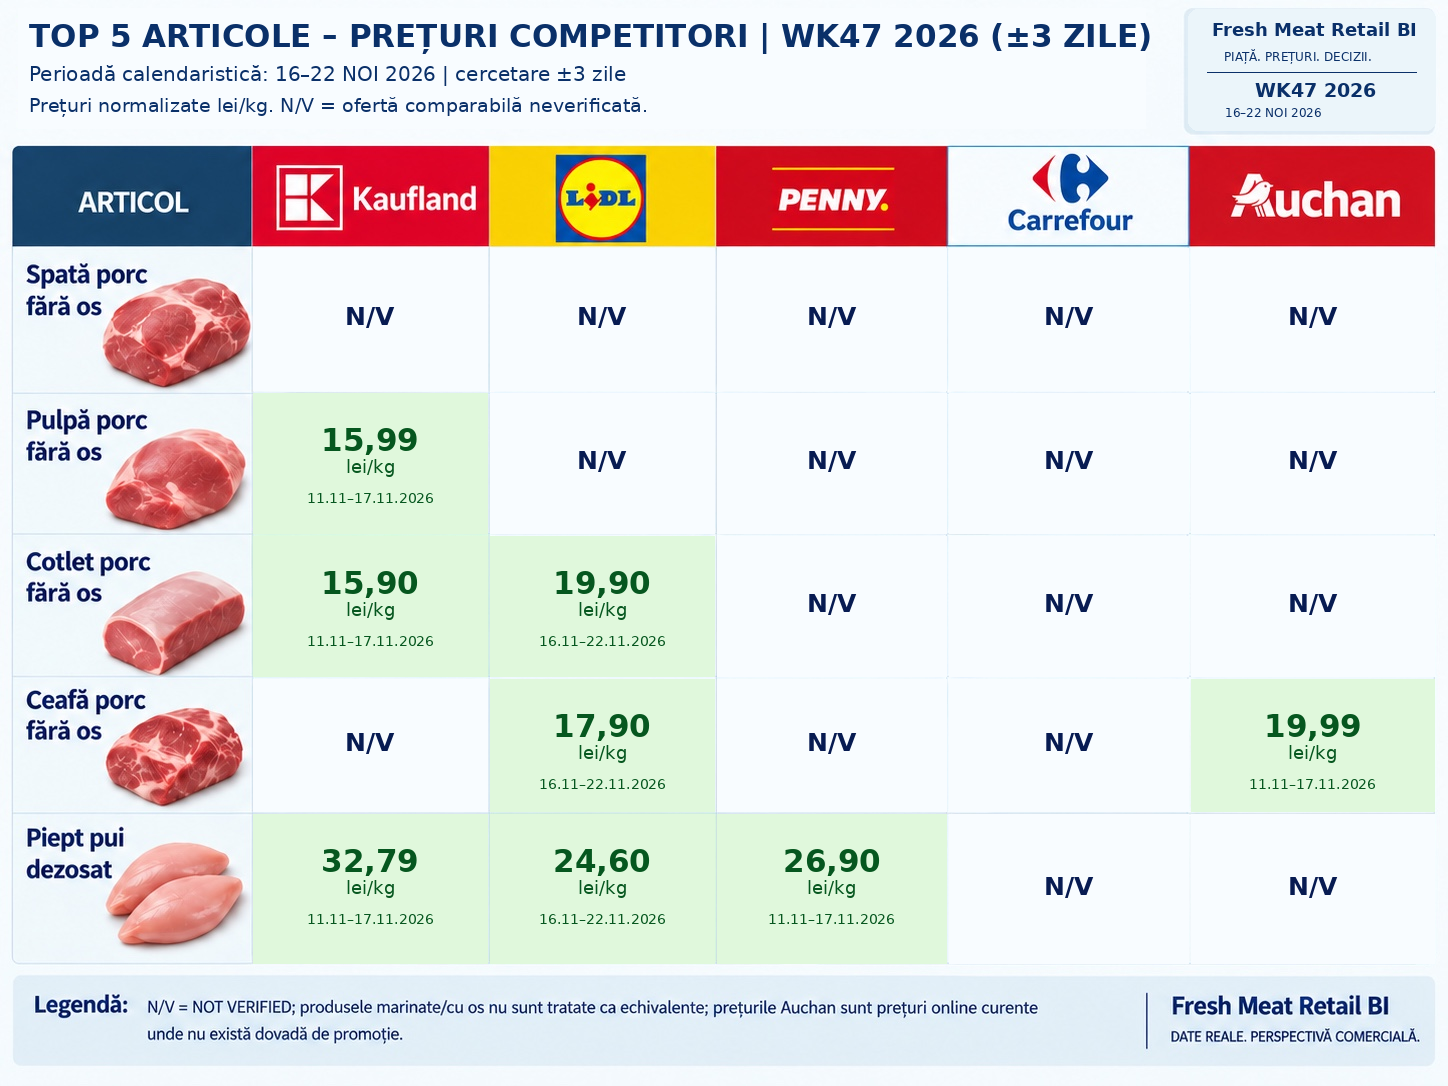 TOP 5 ARTICOLE – PREȚURI COMPETITORI | WK47 2026 (±3 ZILE)
Perioadă calendaristică: 16–22 NOI 2026 | cercetare ±3 zile
Prețuri normalizate lei/kg. N/V = ofertă comparabilă neverificată.
Fresh Meat Retail BI
PIAȚĂ. PREȚURI. DECIZII.
WK47 2026
16–22 NOI 2026
ARTICOL
Kaufland
LIDL
PENNY.
Carrefour
Auchan
Spată porc
fără os
N/V
N/V
N/V
N/V
N/V
Pulpă porc
fără os
15,99
lei/kg
11.11–17.11.2026
N/V
N/V
N/V
N/V
Cotlet porc
fără os
15,90
lei/kg
11.11–17.11.2026
19,90
lei/kg
16.11–22.11.2026
N/V
N/V
N/V
Ceafă porc
fără os
N/V
17,90
lei/kg
16.11–22.11.2026
N/V
N/V
19,99
lei/kg
11.11–17.11.2026
Piept pui
dezosat
32,79
lei/kg
11.11–17.11.2026
24,60
lei/kg
16.11–22.11.2026
26,90
lei/kg
11.11–17.11.2026
N/V
N/V
Legendă:
N/V = NOT VERIFIED; produsele marinate/cu os nu sunt tratate ca echivalente; prețurile Auchan sunt prețuri online curente
unde nu există dovadă de promoție.
Fresh Meat Retail BI
DATE REALE. PERSPECTIVĂ COMERCIALĂ.